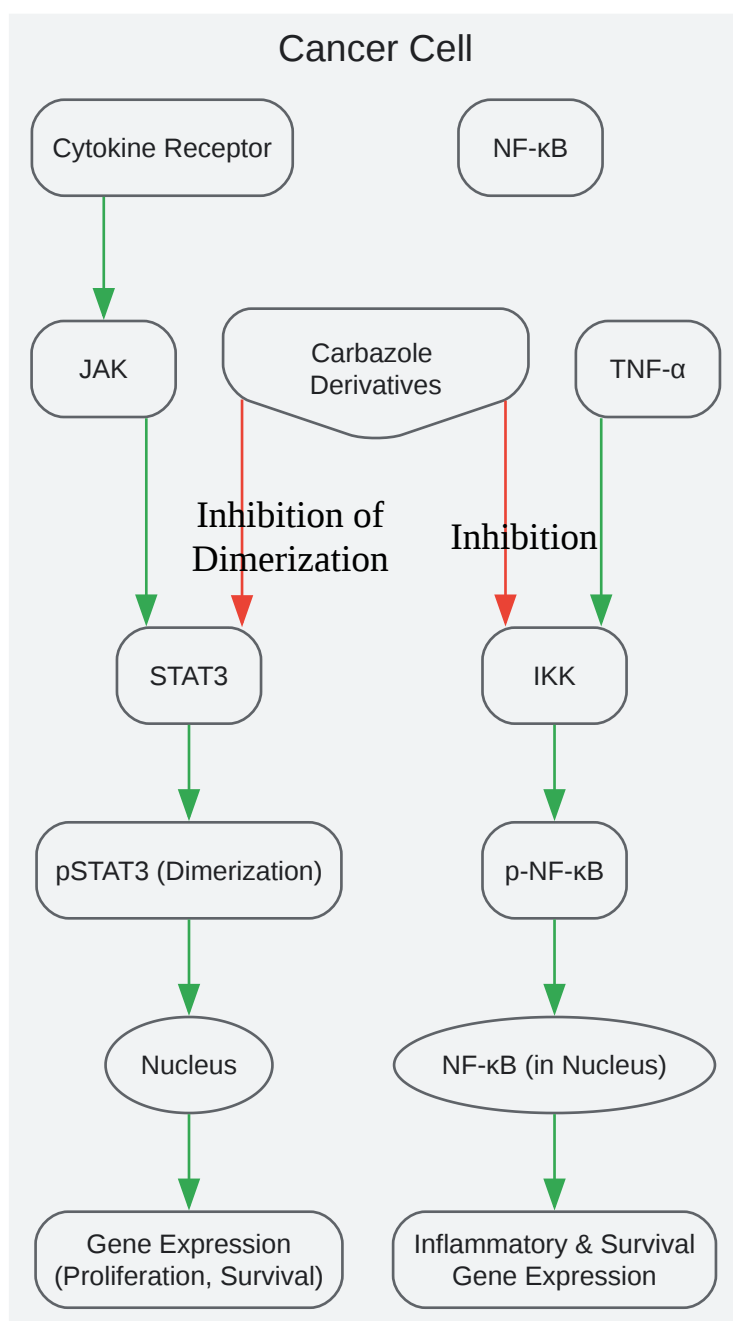 Cancer Cell
Cytokine Receptor
NF-κB
JAK
Carbazole
Derivatives
TNF-α
Inhibition of
Dimerization
Inhibition
STAT3
IKK
pSTAT3 (Dimerization)
p-NF-κB
Nucleus
NF-κB (in Nucleus)
Gene Expression
(Proliferation, Survival)
Inflammatory & Survival
Gene Expression